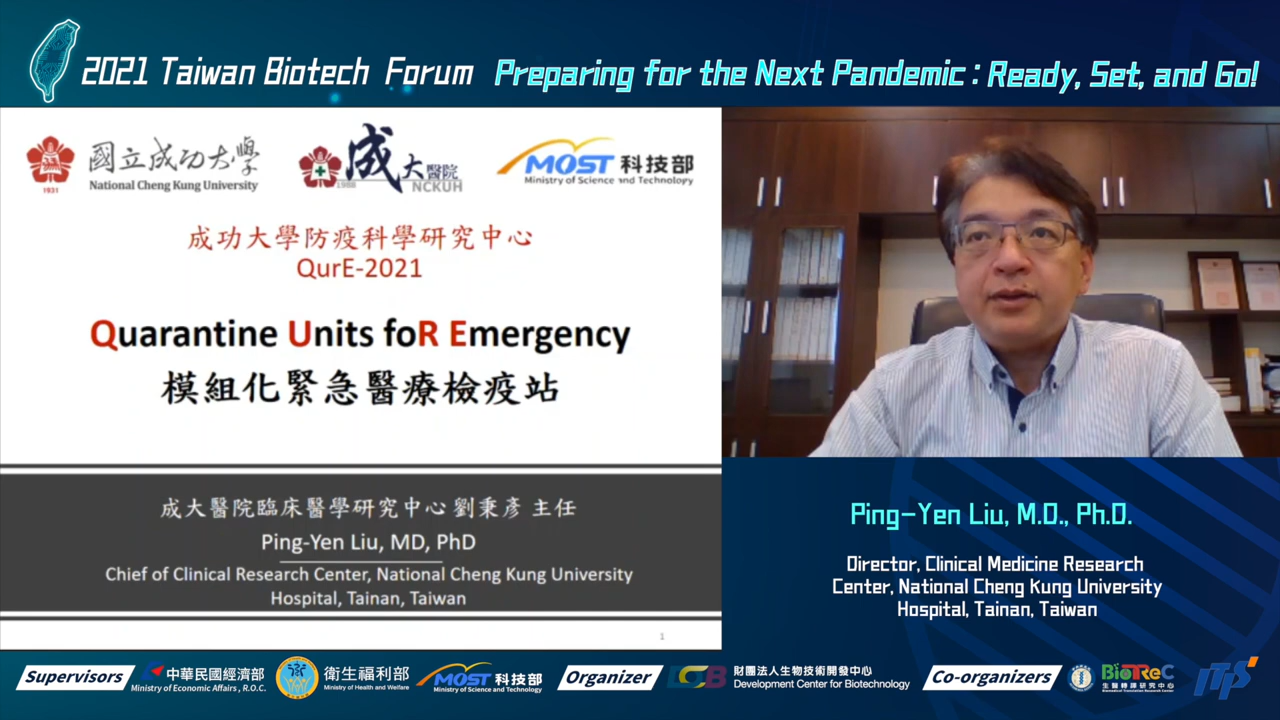 2021 Taiwan Biotech Forum Preparing for the Next Pandemic : Ready, Set, and Go!
國立成功大學
National Cheng Kung University
1931
成大醫院
1988 NCKUH
MOST 科技部
Ministry of Science and Technology
成功大學防疫科學研究中心
QurE-2021
Quarantine Units foR Emergency
模組化緊急醫療檢疫站
成大醫院臨床醫學研究中心 劉秉彥 主任
Ping-Yen Liu, MD, PhD
Chief of Clinical Research Center, National Cheng Kung University
Hospital, Tainan, Taiwan
1
Ping-Yen Liu, M.D., Ph.D.
Director, Clinical Medicine Research
Center, National Cheng Kung University
Hospital, Tainan, Taiwan
Supervisors
中華民國經濟部
Ministry of Economic Affairs, R.O.C.
衛生福利部
Ministry of Health and Welfare
MOST 科技部
Ministry of Science and Technology
Organizer
DCB
財團法人生物技術開發中心
Development Center for Biotechnology
Co-organizers
BioTReC
生醫轉譯研究中心
Biomedical Translation Research Center
ITIS